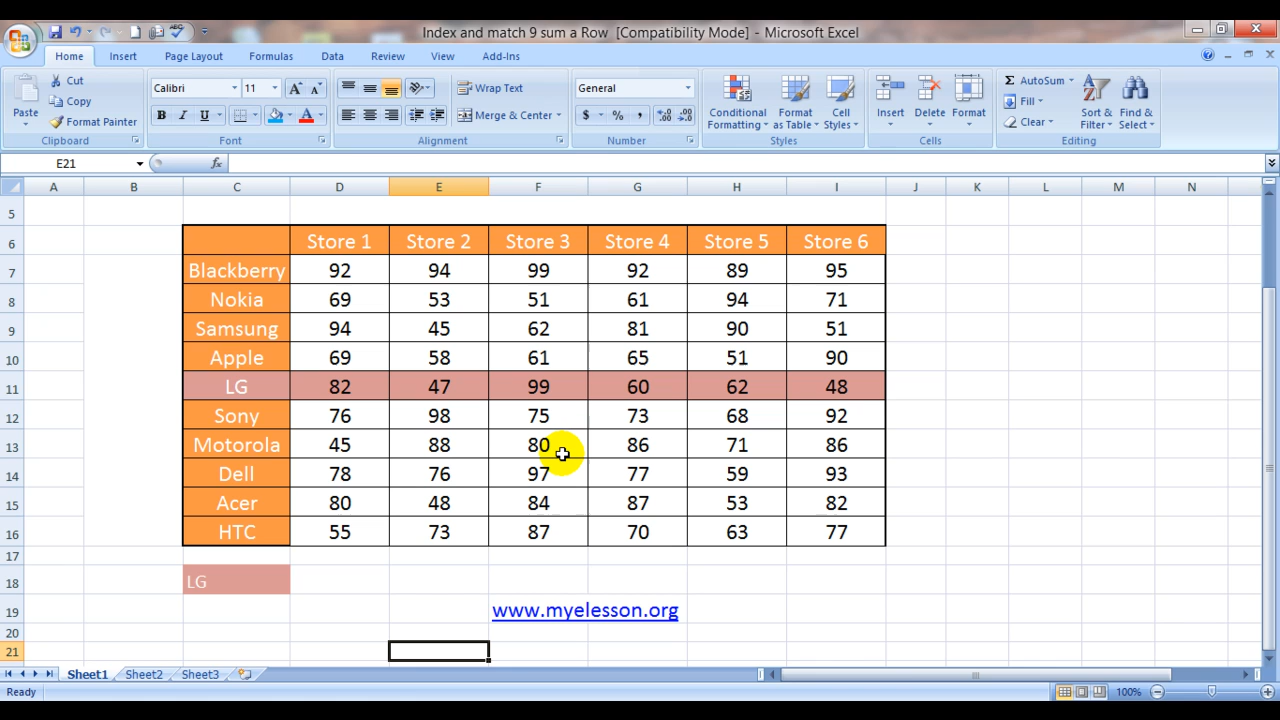 Index and match 9 sum a Row [Compatibility Mode] - Microsoft Excel
Home Insert Page Layout Formulas Data Review View Add-Ins
Paste Cut Copy Format Painter Clipboard
Calibri 11 A A B I U A Font
Wrap Text Merge & Center Alignment
General $ % , Number
Conditional Formatting Format as Table Cell Styles Styles
Insert Delete Format Cells
Σ AutoSum Fill Clear Sort & Filter Find & Select Editing
E21 fx
A B C D E F G H I J K L M N
5
6 Store 1 Store 2 Store 3 Store 4 Store 5 Store 6
7 Blackberry 92 94 99 92 89 95
8 Nokia 69 53 51 61 94 71
9 Samsung 94 45 62 81 90 51
10 Apple 69 58 61 65 51 90
11 LG 82 47 99 60 62 48
12 Sony 76 98 75 73 68 92
13 Motorola 45 88 80 86 71 86
14 Dell 78 76 97 77 59 93
15 Acer 80 48 84 87 53 82
16 HTC 55 73 87 70 63 77
17
18 LG
19 www.myelesson.org
20
21
Sheet1 Sheet2 Sheet3
Ready 100%